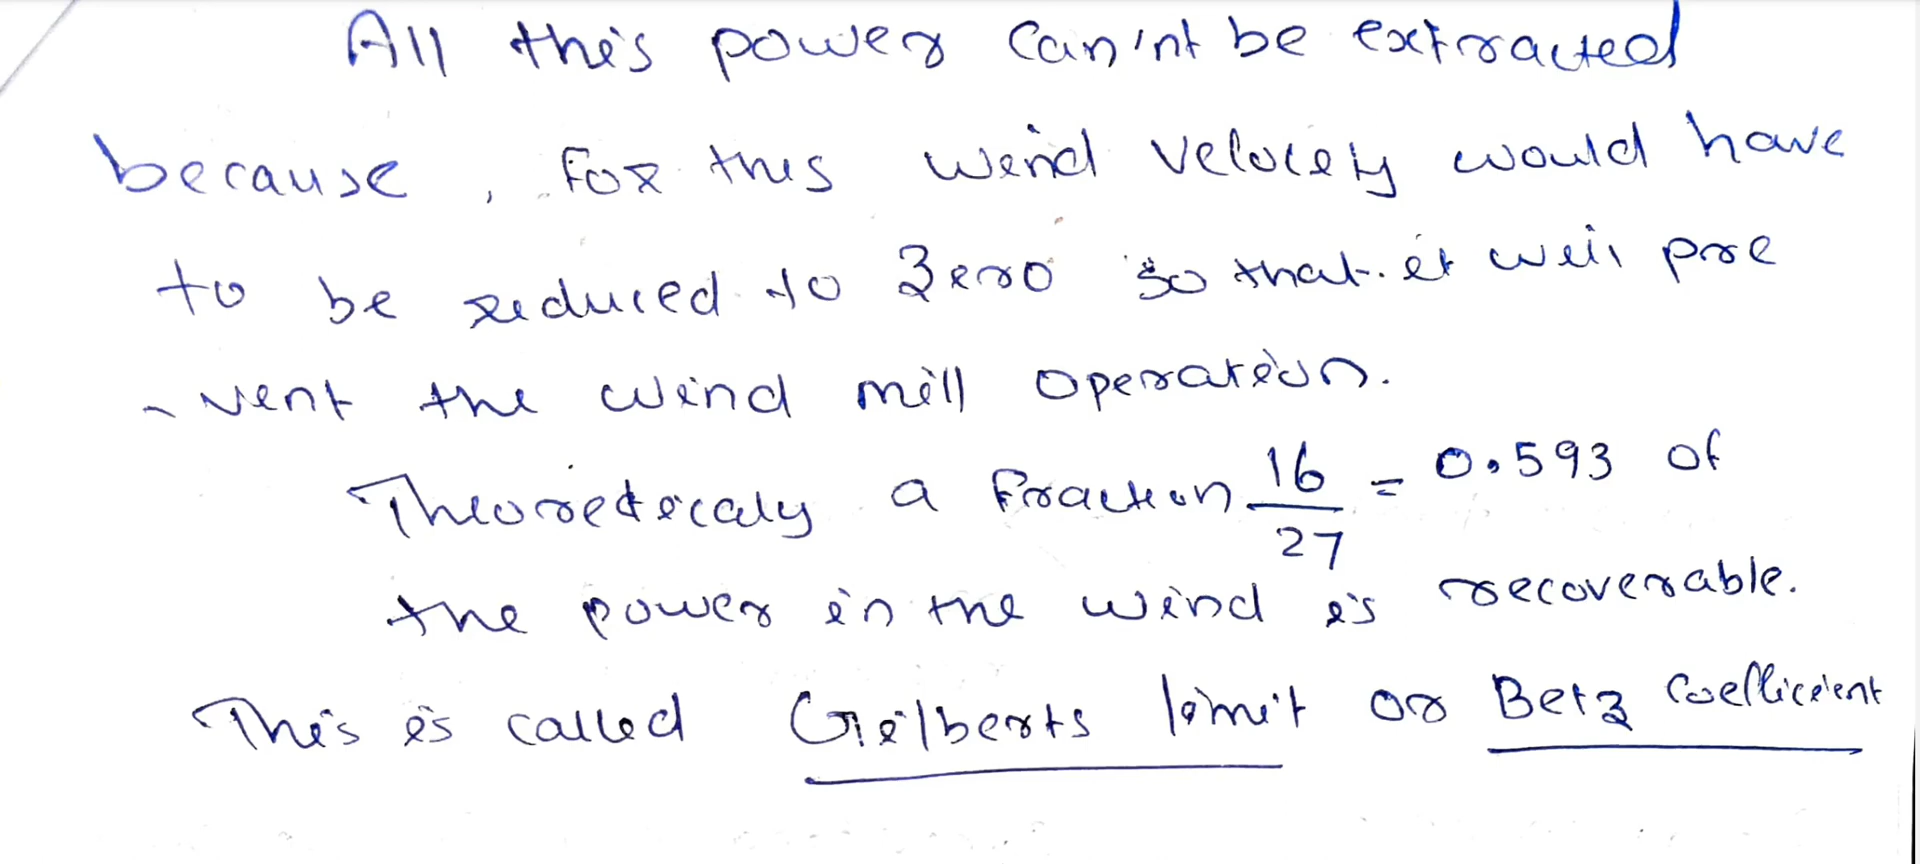 All this power can'nt be extracted
because, for this wind velocity would have
to be reduced to zero so that it will pre
- vent the wind mill operation.
Theoreticaly a fraction 16/27 = 0.593 of
the power in the wind is recoverable.
This is called Gilberts limit or Betz Coefficient